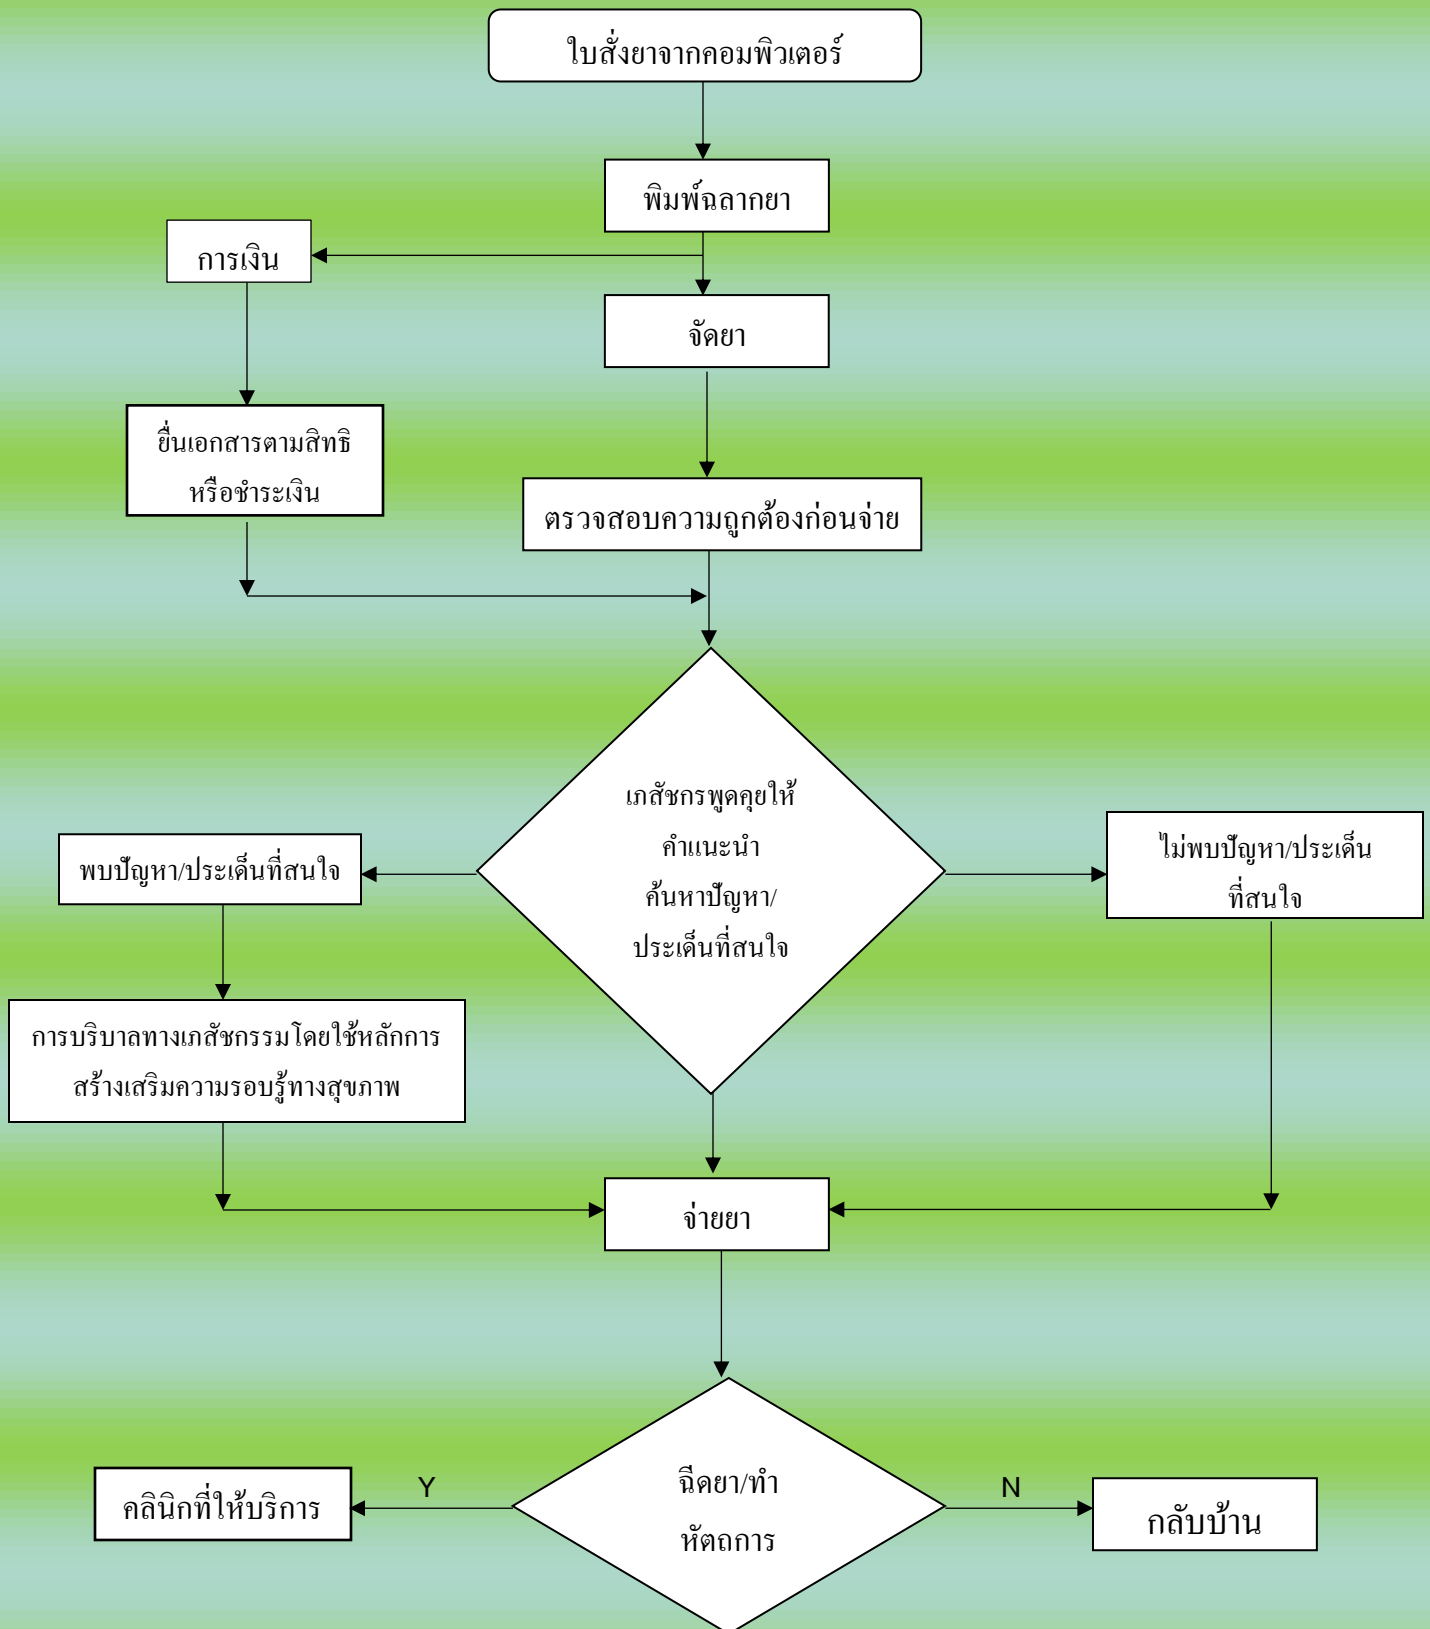 ใบสั่งยาจากคอมพิวเตอร์
พิมพ์ฉลากยา
การเงิน
จัดยา
ยื่นเอกสารตามสิทธิ
หรือชำระเงิน
ตรวจสอบความถูกต้องก่อนจ่าย
เภสัชกรพูดคุยให้
คำแนะนำ
ค้นหาปัญหา/
ประเด็นที่สนใจ
พบปัญหา/ประเด็นที่สนใจ
ไม่พบปัญหา/ประเด็น
ที่สนใจ
การบริบาลทางเภสัชกรรมโดยใช้หลักการ
สร้างเสริมความรอบรู้ทางสุขภาพ
จ่ายยา
ฉีดยา/ทำ
หัตถการ
Y
N
คลินิกที่ให้บริการ
กลับบ้าน